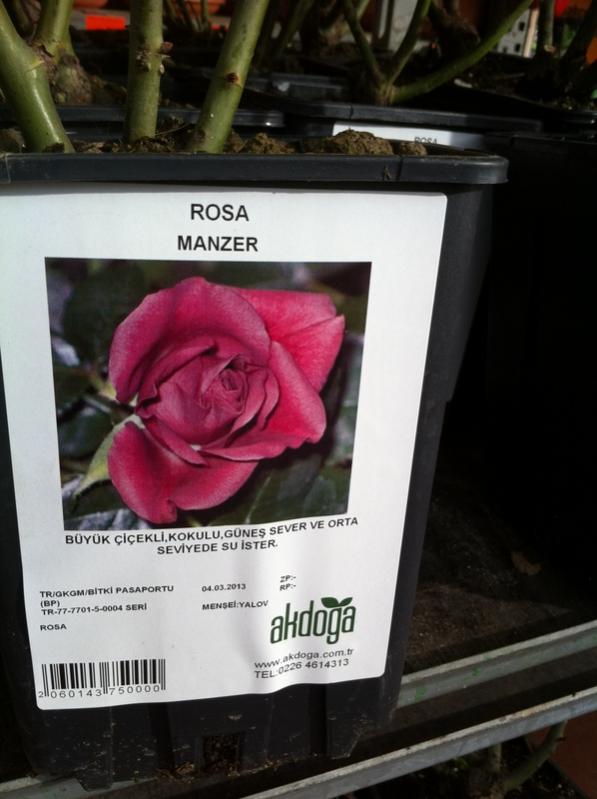 ROSA
ROSA
MANZER
BÜYÜK ÇİÇEKLİ,KOKULU,GÜNEŞ SEVER VE ORTA
SEVİYEDE SU İSTER.
TR/GKGM/BİTKİ PASAPORTU
(BP)
TR-77-7701-5-0004 SERİ
ROSA
04.03.2013
MENŞEİ:YALOV
ZP:-
RP:-
akdoğa
www.akdoga.com.tr
TEL:0226 4614313
2060143750000